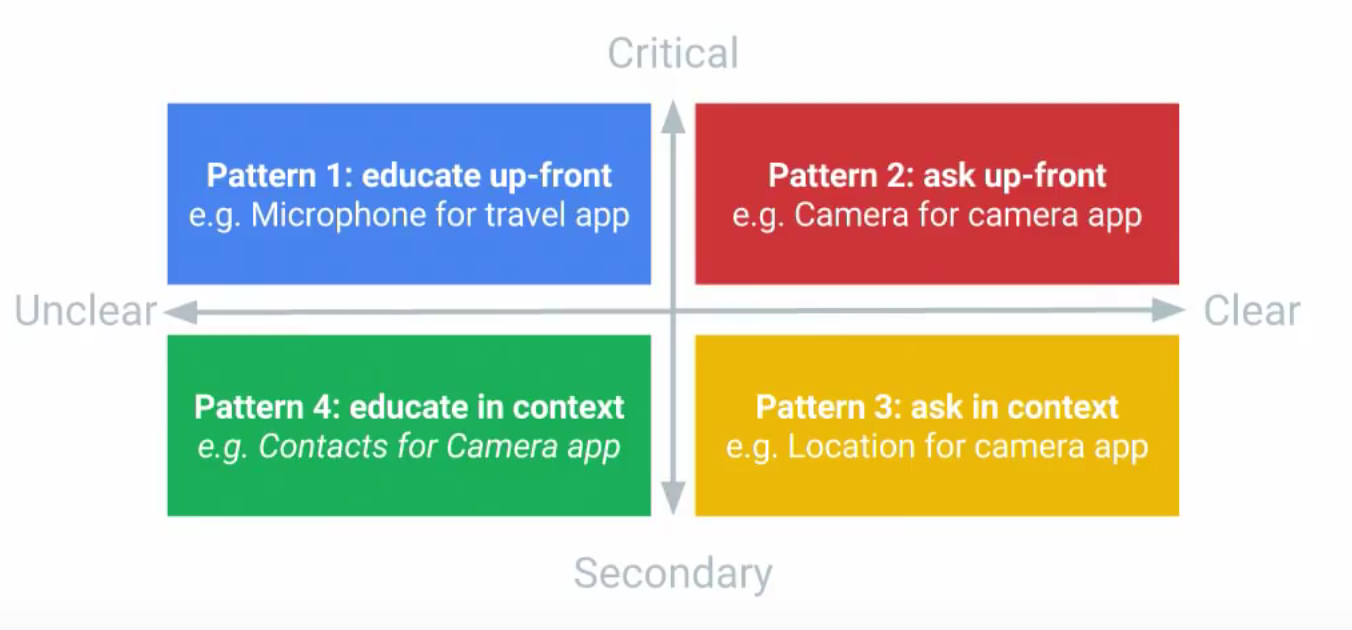 Critical
Pattern 1: educate up-front
e.g. Microphone for travel app
Pattern 2: ask up-front
e.g. Camera for camera app
Unclear
Clear
Pattern 4: educate in context
e.g. Contacts for Camera app
Pattern 3: ask in context
e.g. Location for camera app
Secondary